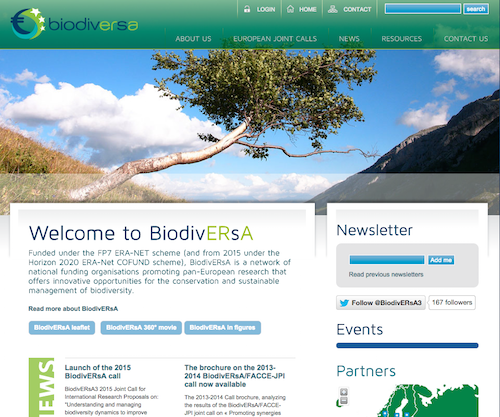 LOGIN
HOME
CONTACT
search
biodiversa
ABOUT US
EUROPEAN JOINT CALLS
NEWS
RESOURCES
CONTACT US
Welcome to BiodivERsA
Funded under the FP7 ERA-NET scheme (and from 2015 under the
Horizon 2020 ERA-Net COFUND scheme), BiodivERsA is a network of
national funding organisations promoting pan-European research that
offers innovative opportunities for the conservation and sustainable
management of biodiversity.
Read more about BiodivERsA
BiodivERsA leaflet
BiodivERsA 360° movie
BiodivERsA in figures
NEWS
Launch of the 2015
BiodivERsA call
BiodivERsA3 2015 Joint Call for
International Research Proposals on:
"Understanding and managing
biodiversity dynamics to improve
The brochure on the 2013-
2014 BiodivERsA/FACCE-JPI
call now available
The 2013-2014 Call Brochure, analyzing
the results of the BiodivERsA/FACCE-
JPI joint call on « Promoting synergies
Newsletter
Add me
Read previous newsletters
Follow @BiodivERsA3
167 followers
Events
Partners